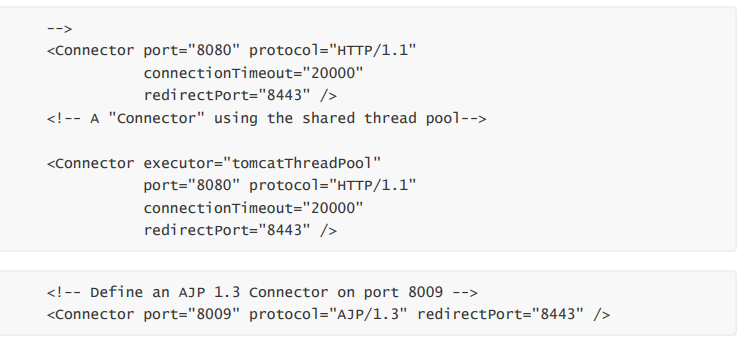 -->
<Connector port="8080" protocol="HTTP/1.1"
connectionTimeout="20000"
redirectPort="8443" />
<!-- A "Connector" using the shared thread pool-->
<Connector executor="tomcatThreadPool"
port="8080" protocol="HTTP/1.1"
connectionTimeout="20000"
redirectPort="8443" />
<!-- Define an AJP 1.3 Connector on port 8009 -->
<Connector port="8009" protocol="AJP/1.3" redirectPort="8443" />